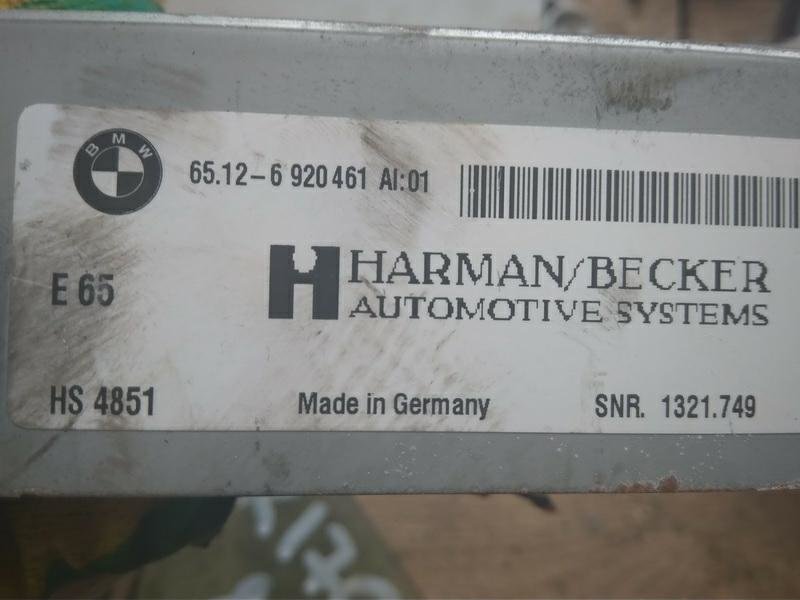 BMW
65.12-6 920461 AI:01
E 65
HARMAN/BECKER
AUTOMOTIVE SYSTEMS
HS 4851
Made in Germany
SNR. 1321.749